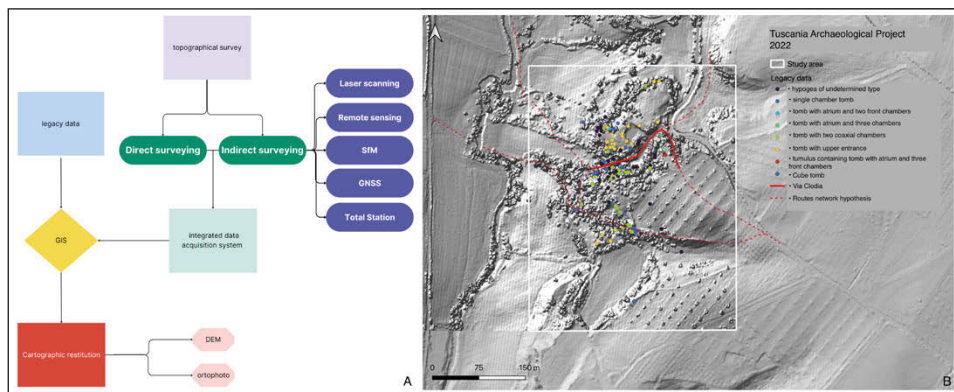 topographical survey
legacy data
Direct surveying
Indirect surveying
Laser scanning
Remote sensing
SfM
GNSS
Total Station
GIS
integrated data
acquisition system
Cartographic restitution
DEM
ortophoto
A
Tuscania Archaeological Project
2022
Study area
Legacy data
• hypogea of undetermined type
• single chamber tomb
• tomb with atrium and two front chambers
• tomb with atrium and three chambers
• tomb with two coaxial chambers
• tomb with upper entrance
• tumulus containing tomb with atrium and three
front chambers
• Cube tomb
• Via Clodia
• Routes network hypothesis
0 75 150 m
B